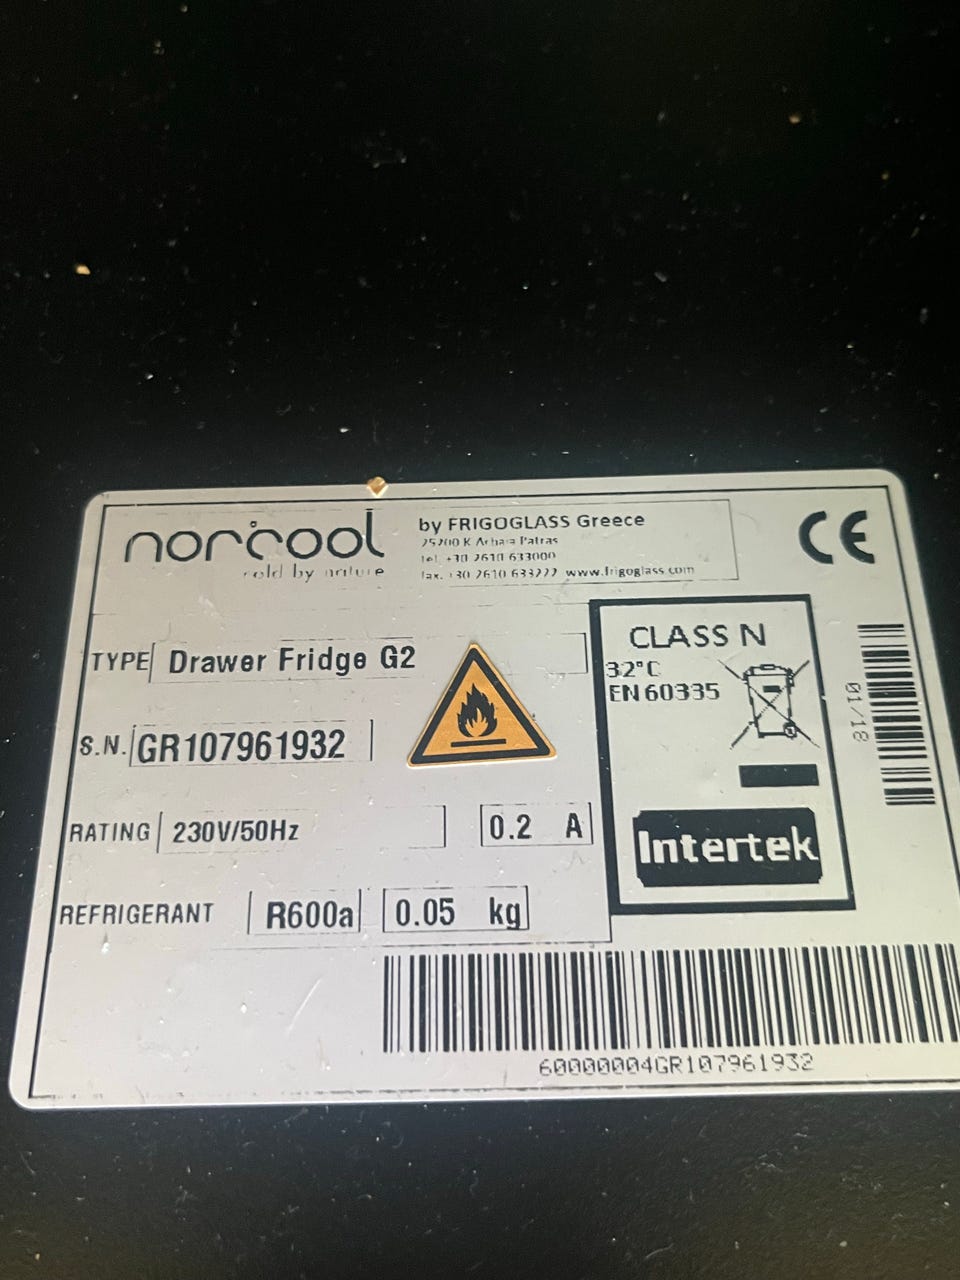 norcool
cold by nature
by FRIGOGLASS Greece
25200 K Achaia Patras
tel. +30 2610 633000
fax. +30 2610 633222 www.frigoglass.com
CE
TYPE Drawer Fridge G2
S.N. GR107961932
RATING 230V/50Hz 0.2 A
REFRIGERANT R600a 0.05 kg
CLASS N
32°C
EN 60335
Intertek
01/18
60000004GR107961932